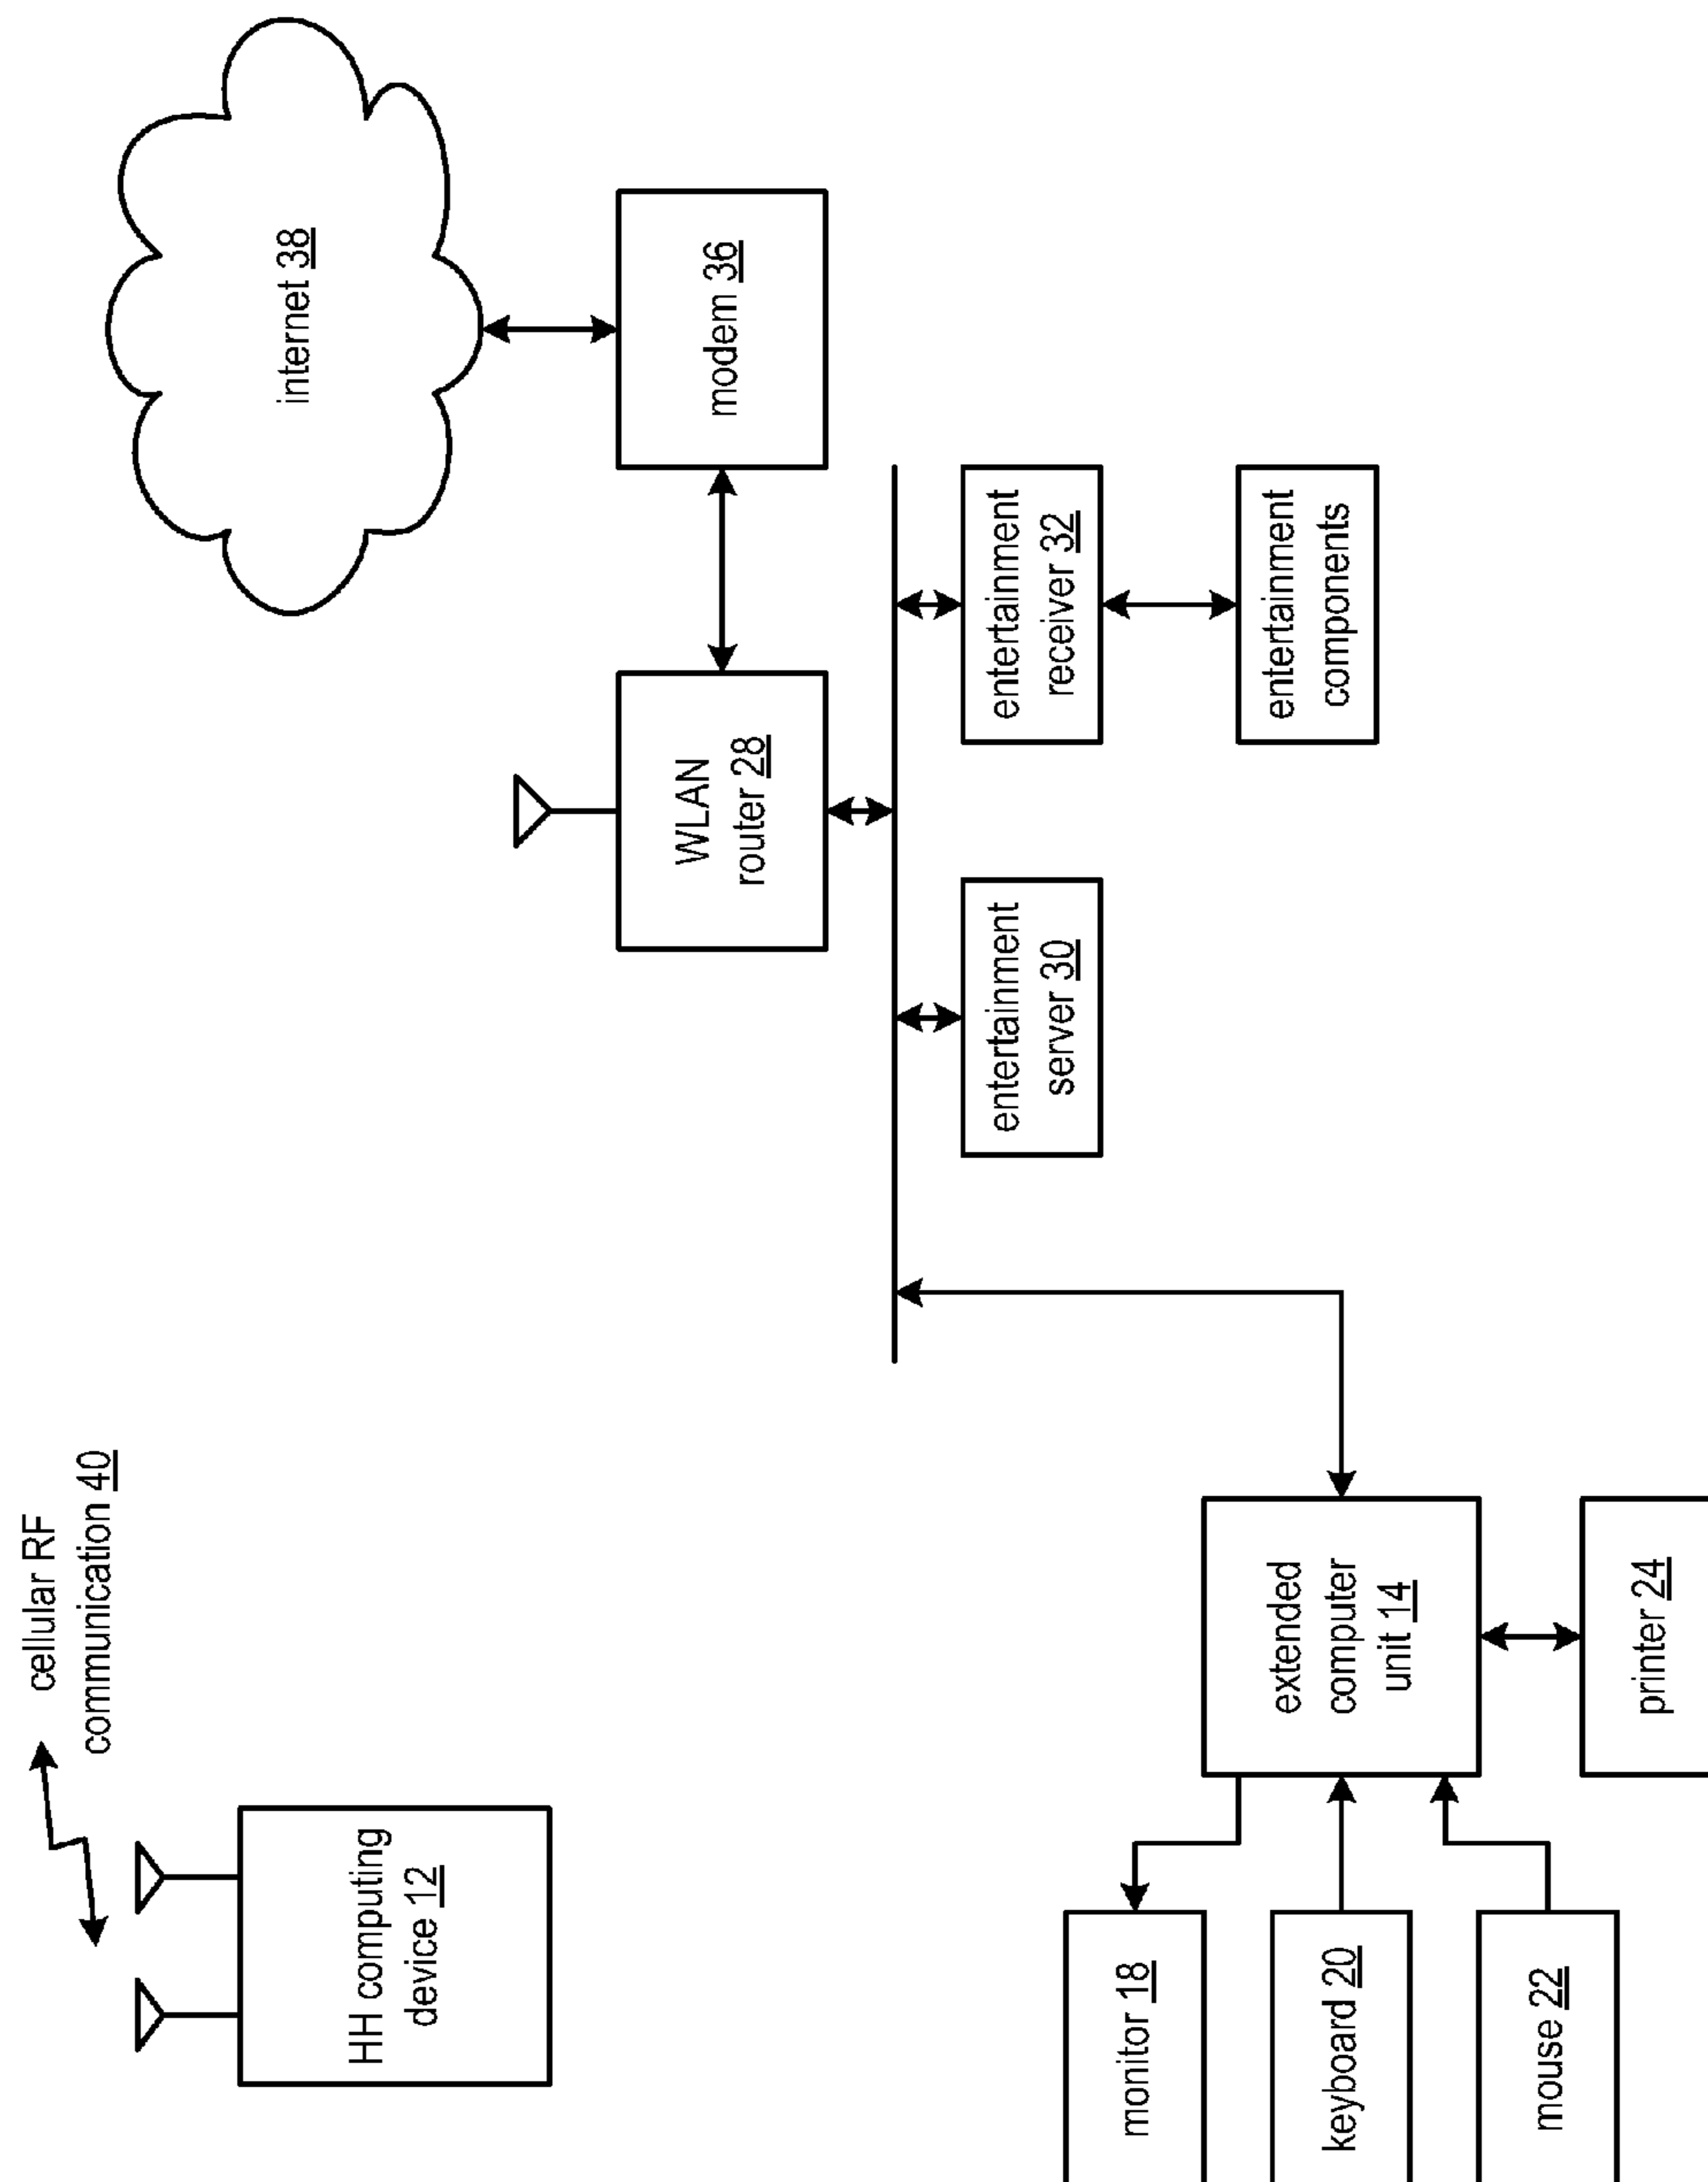 cellular RF
communication 40
HH computing
device 12
internet 38
modem 36
WLAN
router 28
entertainment
server 30
entertainment
receiver 32
entertainment
components
extended
computer
unit 14
monitor 18
keyboard 20
mouse 22
printer 24